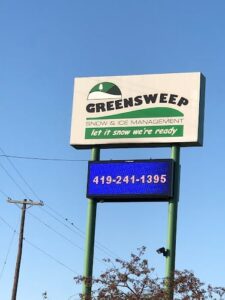 GREENSWEEP
SNOW & ICE MANAGEMENT
let it snow we're ready
419-241-1395